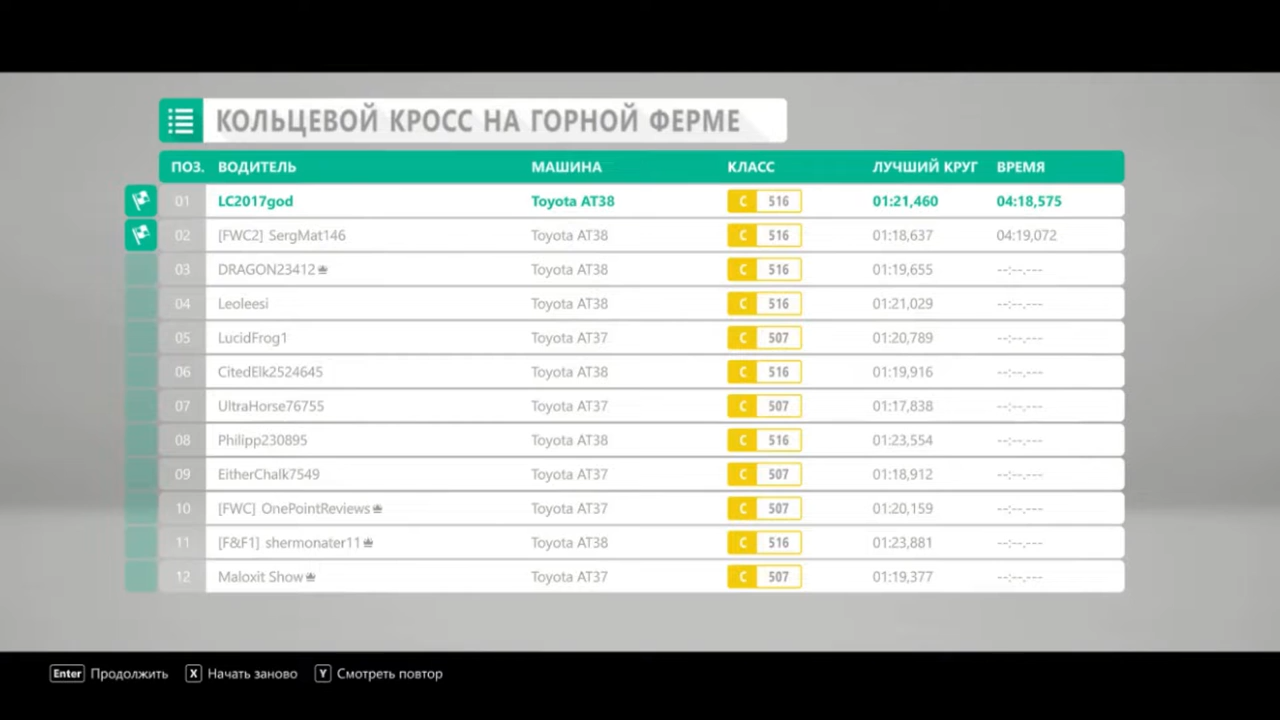 КОЛЬЦЕВОЙ КРОСС НА ГОРНОЙ ФЕРМЕ
ПОЗ. ВОДИТЕЛЬ МАШИНА КЛАСС ЛУЧШИЙ КРУГ ВРЕМЯ
01 LC2017god Toyota AT38 C 516 01:21,460 04:18,575
02 [FWC2] SergMat146 Toyota AT38 C 516 01:18,637 04:19,072
03 DRAGON23412 Toyota AT38 C 516 01:19,655 --:--,---
04 Leoleesi Toyota AT38 C 516 01:21,029 --:--,---
05 LucidFrog1 Toyota AT37 C 507 01:20,789 --:--,---
06 CitedElk2524645 Toyota AT38 C 516 01:19,916 --:--,---
07 UltraHorse76755 Toyota AT37 C 507 01:17,838 --:--,---
08 Philipp230895 Toyota AT38 C 516 01:23,554 --:--,---
09 EitherChalk7549 Toyota AT37 C 507 01:18,912 --:--,---
10 [FWC] OnePointReviews Toyota AT37 C 507 01:20,159 --:--,---
11 [F&F1] shermonater11 Toyota AT38 C 516 01:23,881 --:--,---
12 Maloxit Show Toyota AT37 C 507 01:19,377 --:--,---
Enter Продолжить X Начать заново Y Смотреть повтор